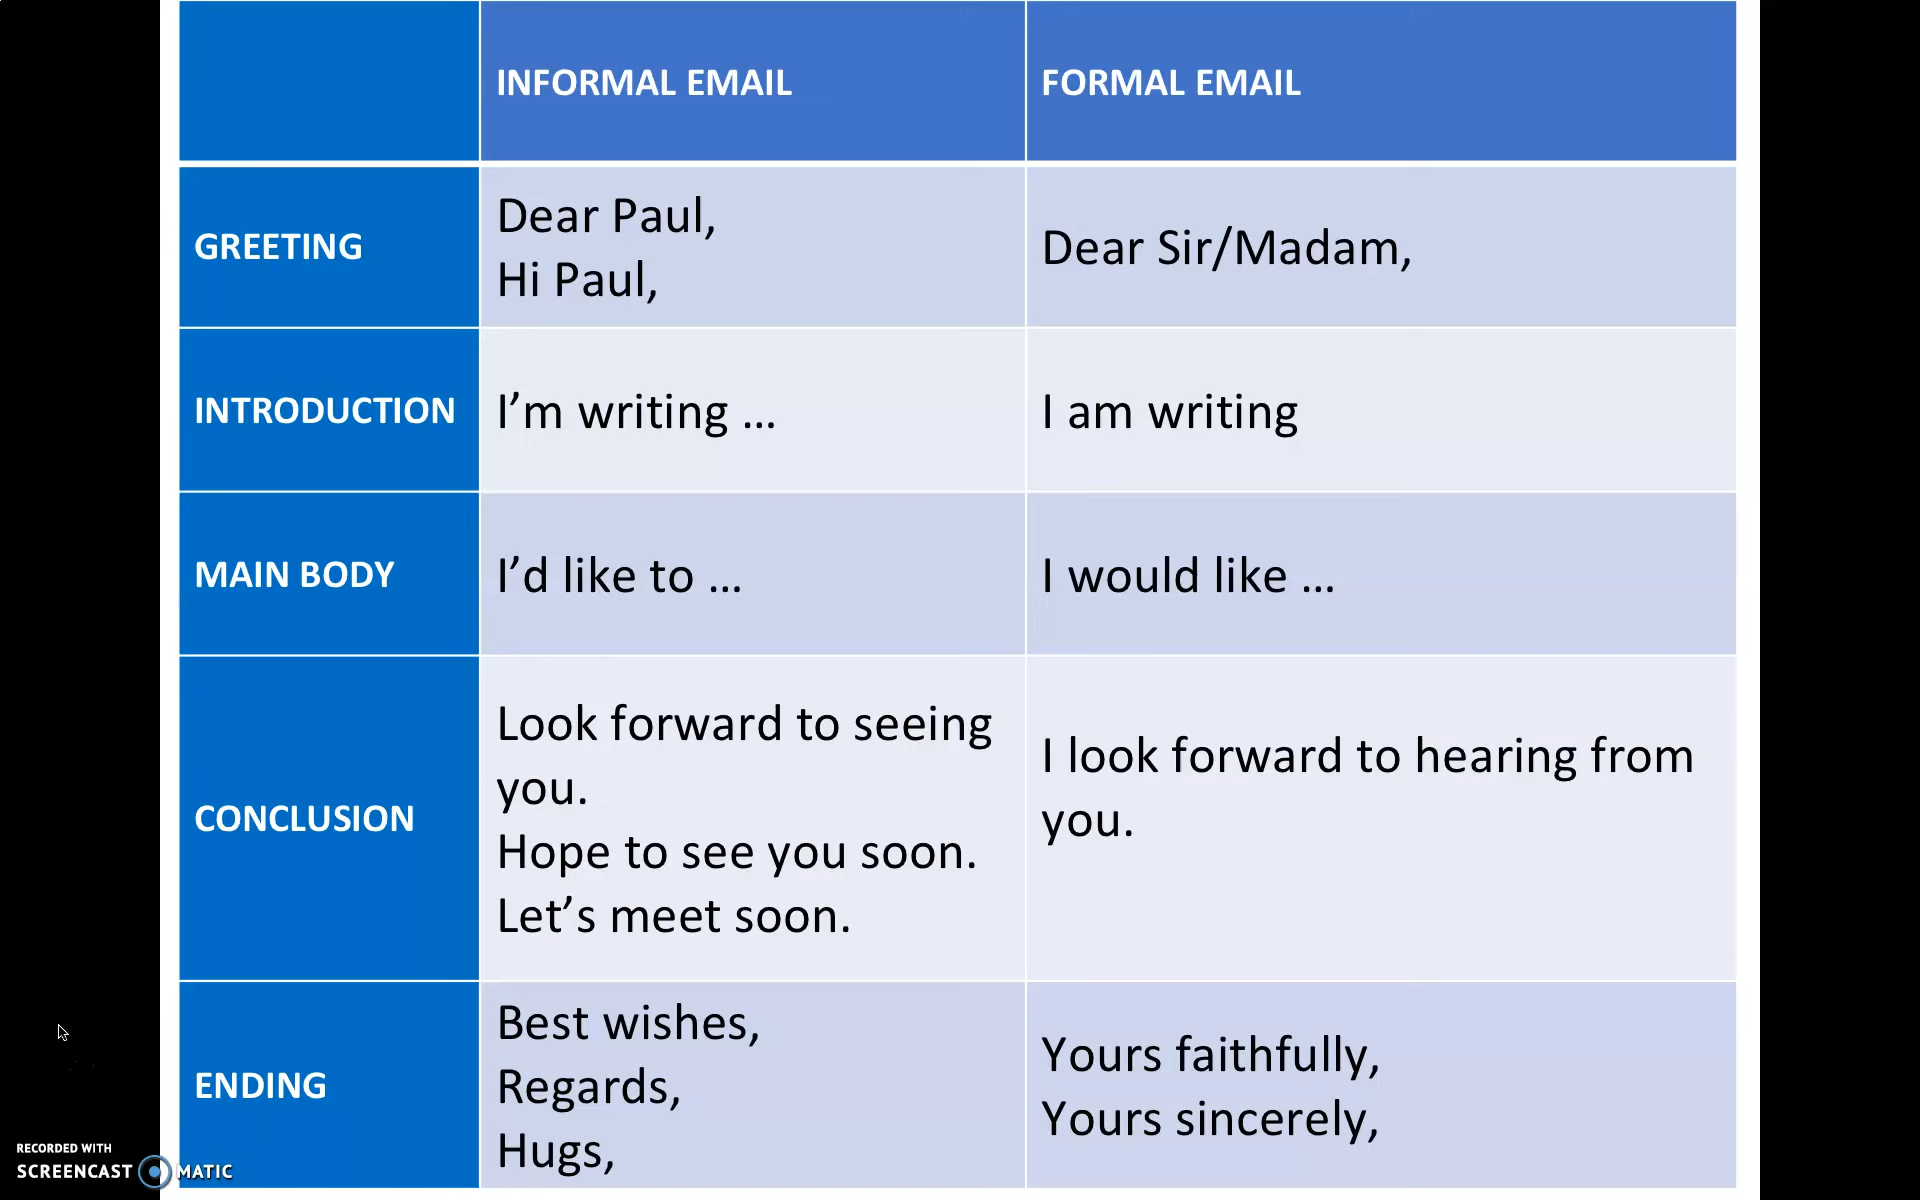 INFORMAL EMAIL
FORMAL EMAIL
GREETING
Dear Paul,
Hi Paul,
Dear Sir/Madam,
INTRODUCTION
I’m writing ...
I am writing
MAIN BODY
I’d like to ...
I would like ...
CONCLUSION
Look forward to seeing
you.
Hope to see you soon.
Let’s meet soon.
I look forward to hearing from
you.
ENDING
Best wishes,
Regards,
Hugs,
Yours faithfully,
Yours sincerely,
RECORDED WITH
SCREENCAST MATIC